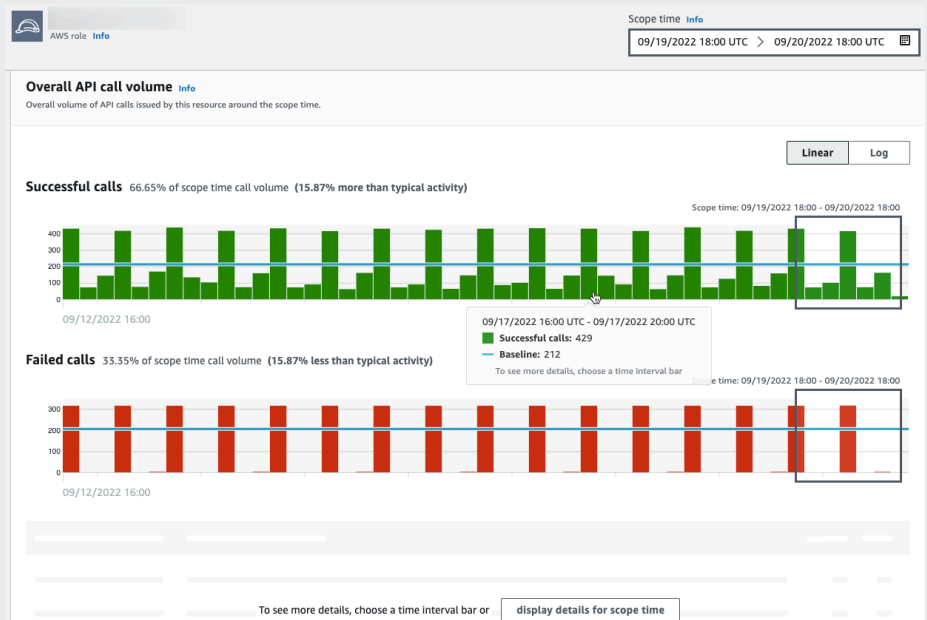 Scope time Info
AWS role Info
09/19/2022 18:00 UTC > 09/20/2022 18:00 UTC
Overall API call volume Info
Overall volume of API calls issued by this resource around the scope time.
Linear Log
Successful calls 66.65% of scope time call volume (15.87% more than typical activity)
Scope time: 09/19/2022 18:00 - 09/20/2022 18:00
400
300
200
100
0
09/12/2022 16:00
09/17/2022 16:00 UTC - 09/17/2022 20:00 UTC
Successful calls: 429
Baseline: 212
To see more details, choose a time interval bar
Failed calls 33.35% of scope time call volume (15.87% less than typical activity)
time: 09/19/2022 18:00 - 09/20/2022 18:00
300
200
100
0
09/12/2022 16:00
To see more details, choose a time interval bar or display details for scope time